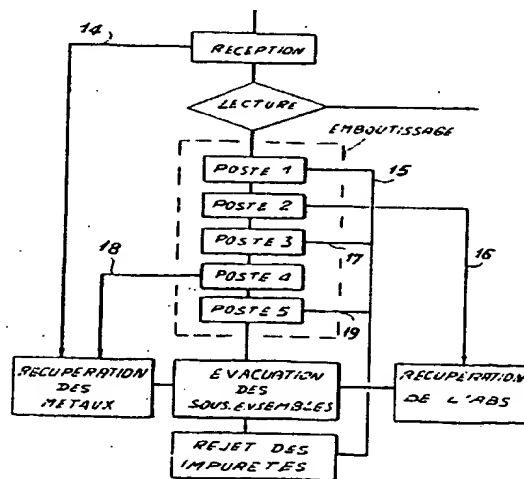 14
RECEPTION
LECTURE
EMBOUTISSAGE
POSTE 1
15
POSTE 2
POSTE 3
17
16
18
POSTE 4
POSTE 5
19
RECUPERATION
DES
METAUX
EVACUATION
DES
SOUS.ENSEMBLES
RECUPERATION
DE L'ABS
REJET DES
IMPURETES